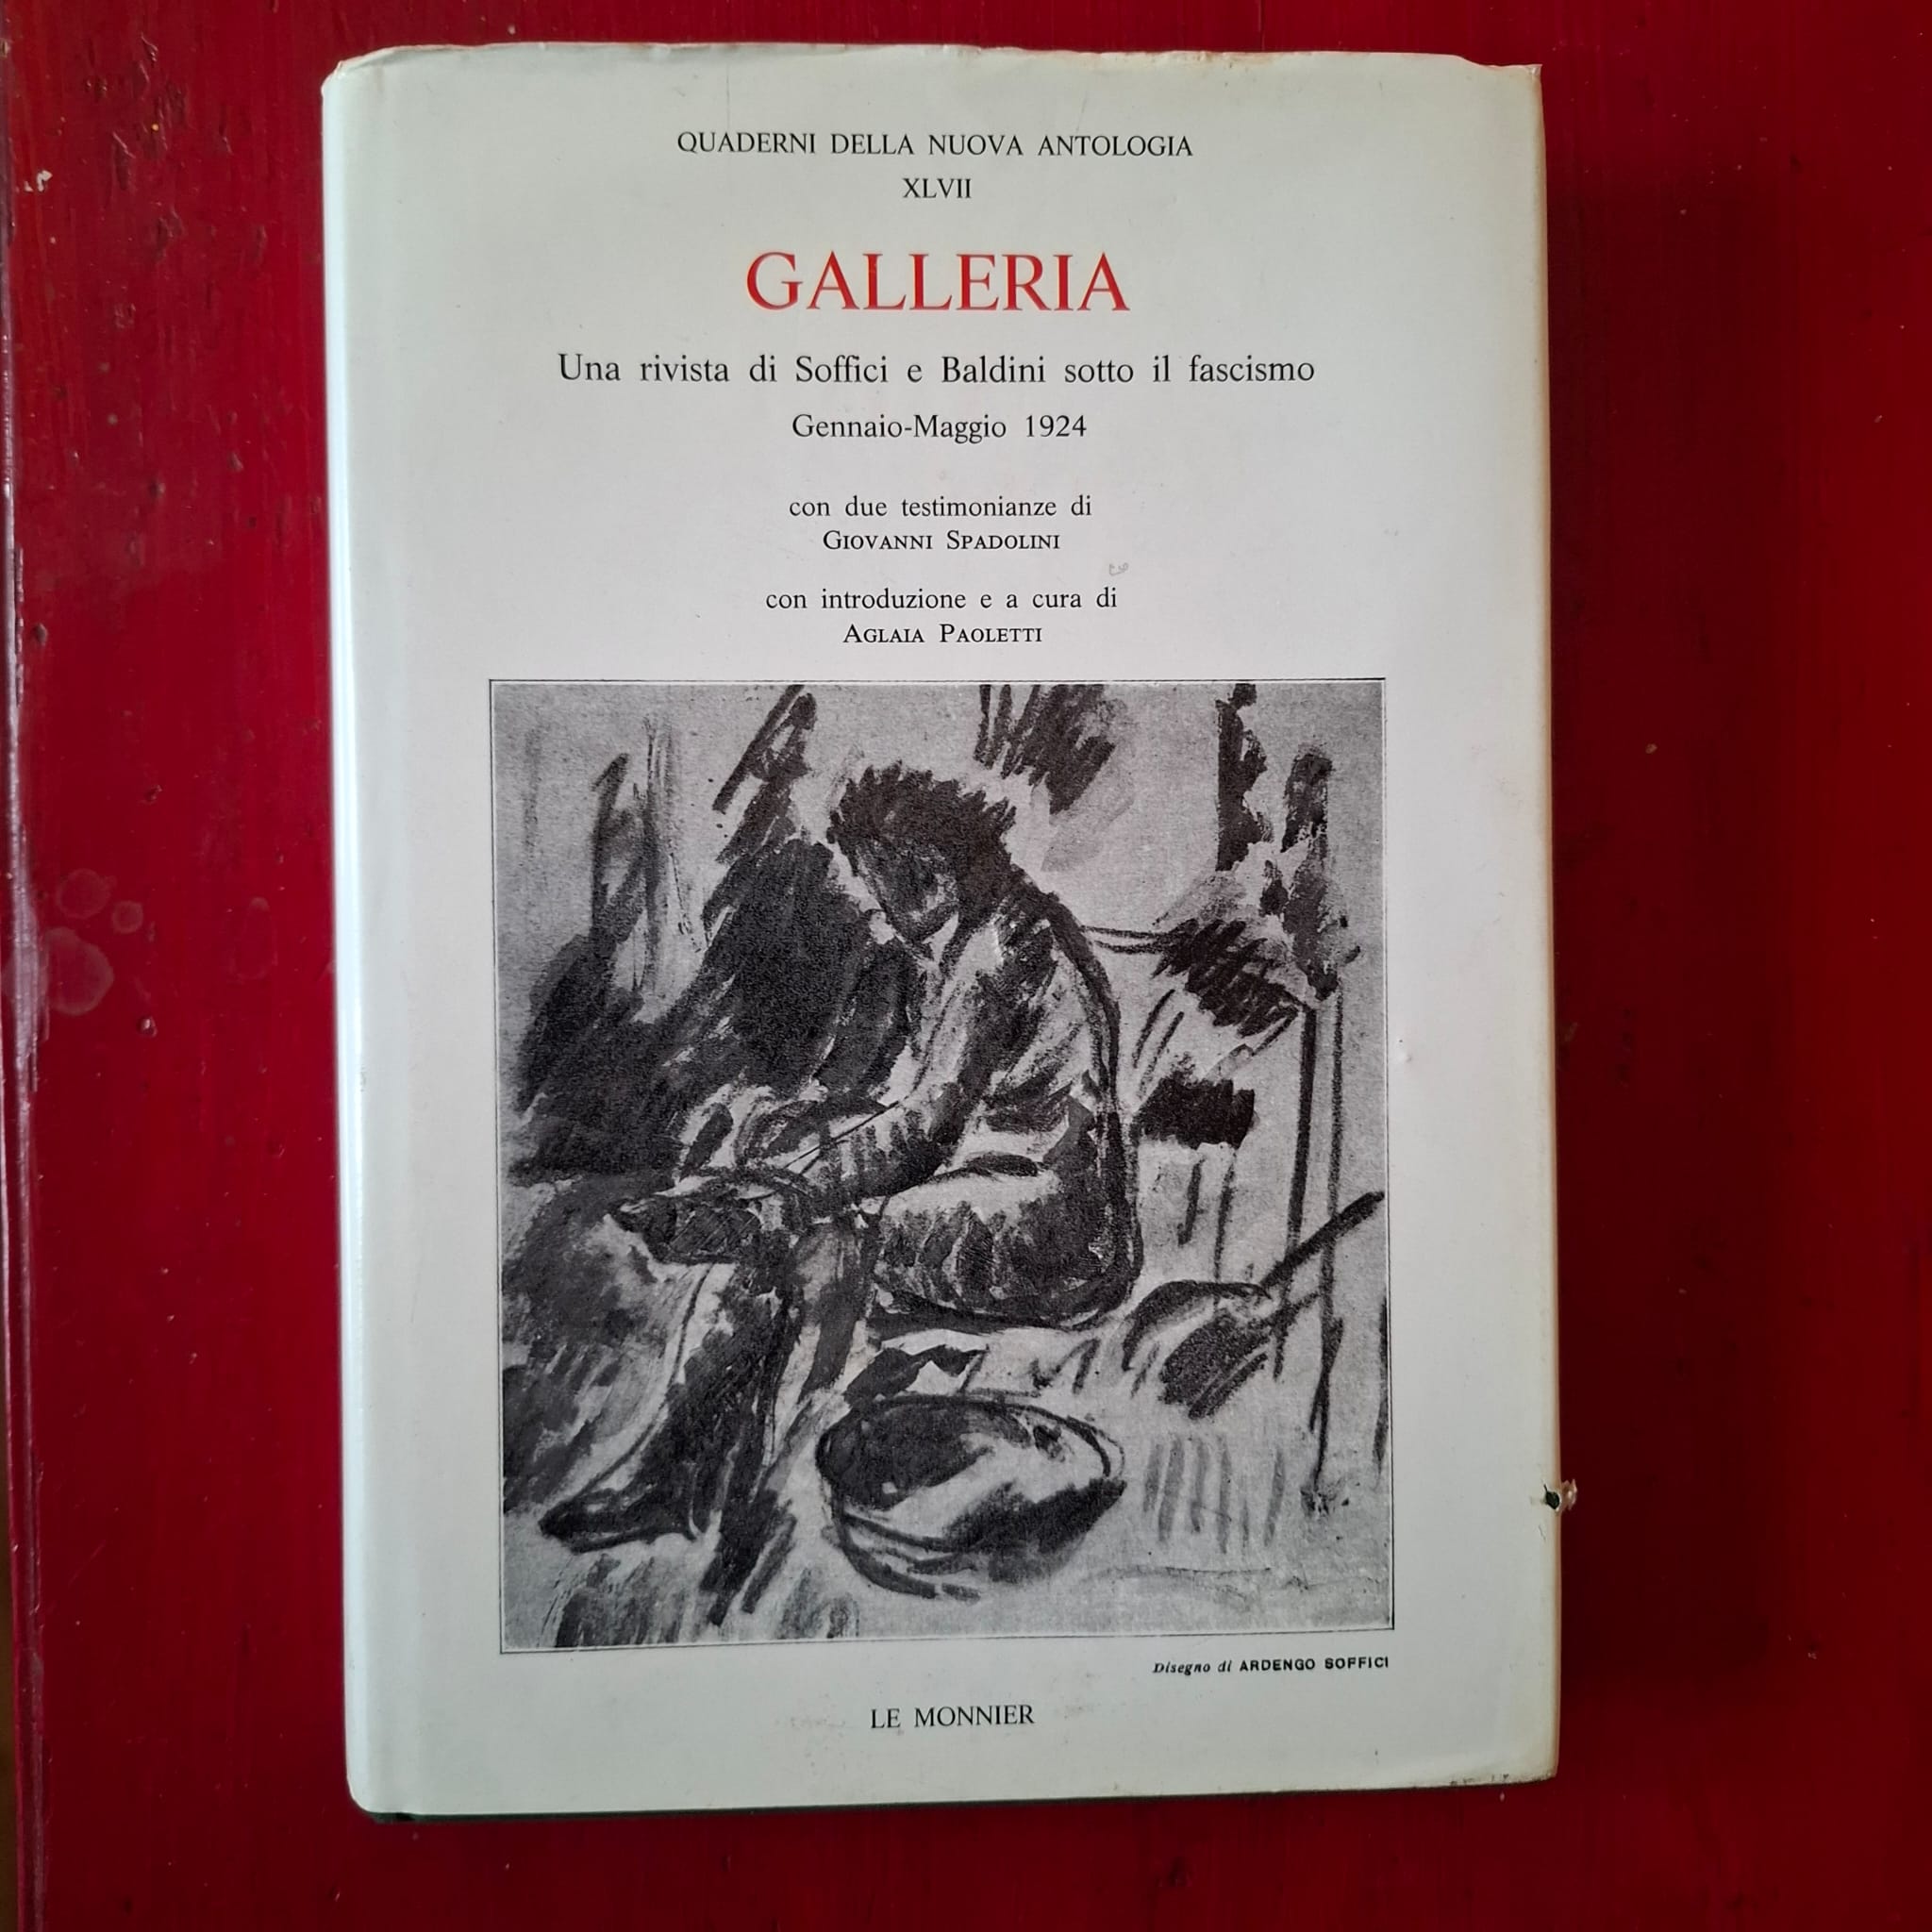 QUADERNI DELLA NUOVA ANTOLOGIA
XLVII
GALLERIA
Una rivista di Soffici e Baldini sotto il fascismo
Gennaio-Maggio 1924
con due testimonianze di
GIOVANNI SPADOLINI
con introduzione e a cura di
AGLAIA PAOLETTI
Disegno di ARDENGO SOFFICI
LE MONNIER